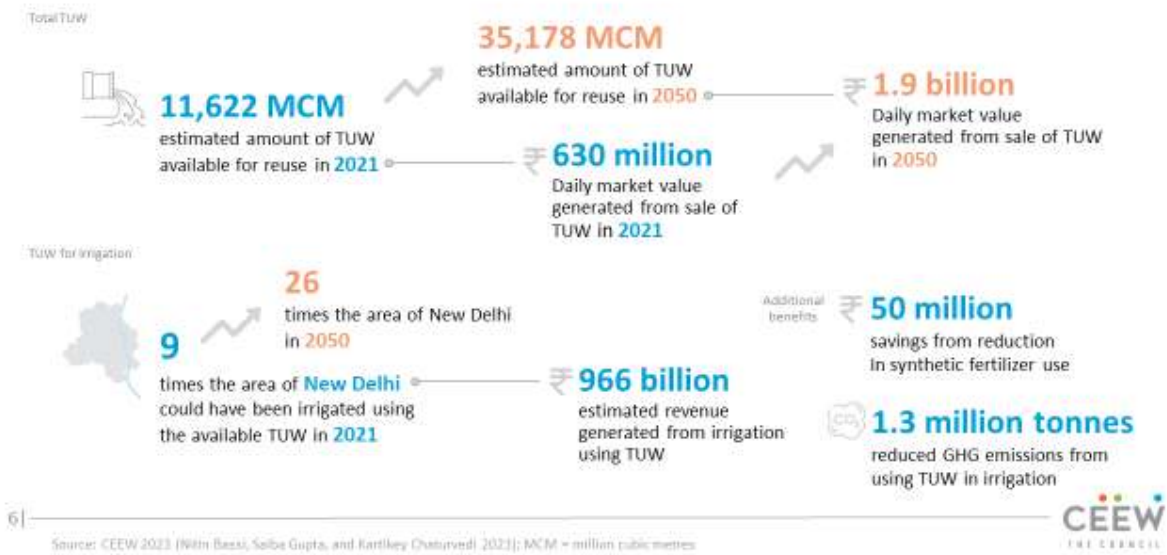 Total TUW
35,178 MCM
estimated amount of TUW
available for reuse in 2050
11,622 MCM
estimated amount of TUW
available for reuse in 2021
₹ 1.9 billion
Daily market value
generated from sale of TUW
in 2050
₹ 630 million
Daily market value
generated from sale of
TUW in 2021
TUW for irrigation
26
times the area of New Delhi
in 2050
9
times the area of New Delhi
could have been irrigated using
the available TUW in 2021
₹ 966 billion
estimated revenue
generated from irrigation
using TUW
Additional
benefits
₹ 50 million
savings from reduction
in synthetic fertilizer use
CO₂
1.3 million tonnes
reduced GHG emissions from
using TUW in irrigation
6|
CEEW
THE COUNCIL
Source: CEEW 2023 (Nitin Bassi, Saiba Gupta, and Kartikey Chaturvedi 2023); MCM = million cubic metres